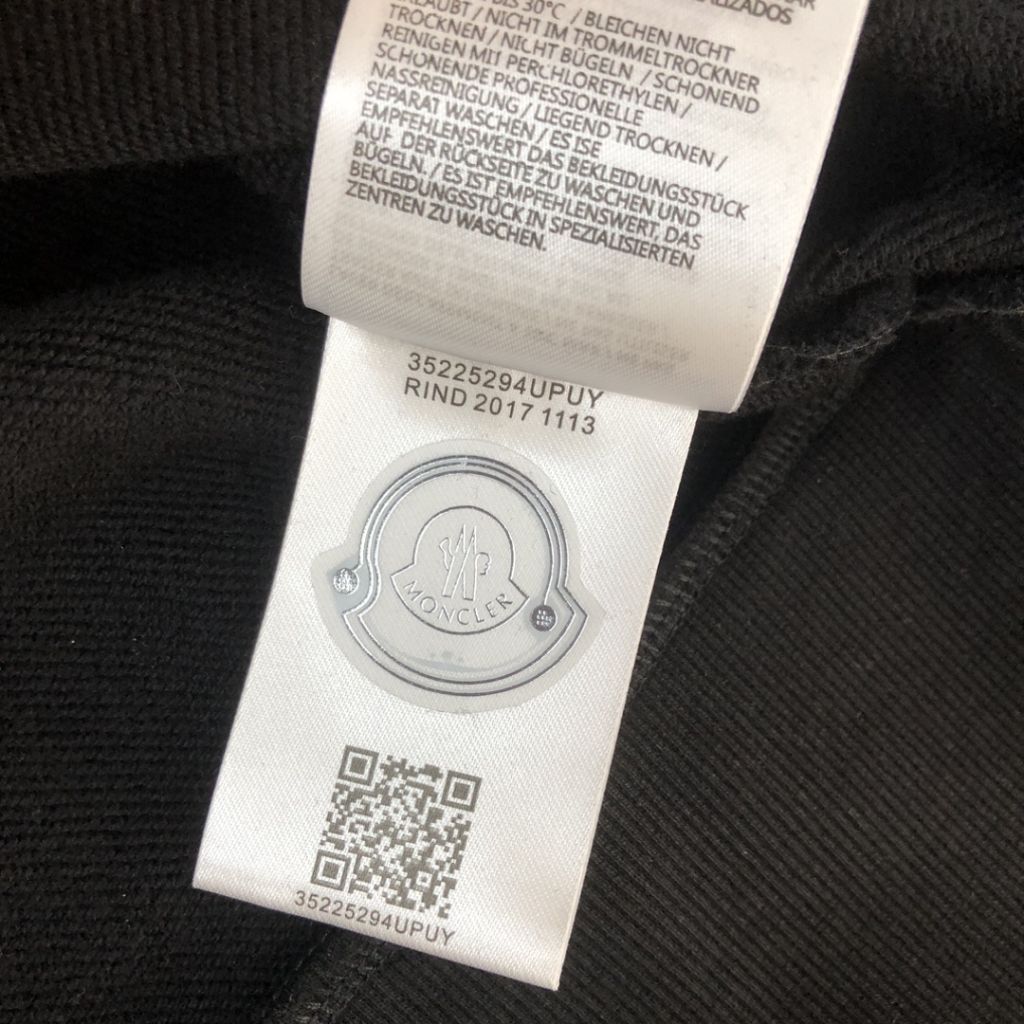 ALIZADOS
BIS 30°C / BLEICHEN NICHT
ERLAUBT / NICHT IM TROMMELTROCKNER
TROCKNEN / NICHT BÜGELN / SCHONEND
REINIGEN MIT PERCHLORETHYLEN /
SCHONENDE PROFESSIONELLE
NASSREINIGUNG / LIEGEND TROCKNEN /
SEPARAT WASCHEN / ES ISE
EMPFEHLENSWERT DAS BEKLEIDUNGSSTÜCK
AUF DER RÜCKSEITE ZU WASCHEN UND
BÜGELN. / ES IST EMPFEHLENSWERT, DAS
BEKLEIDUNGSSTÜCK IN SPEZIALISIERTEN
ZENTREN ZU WASCHEN.
35225294UPUY
RIND 2017 1113
MONCLER
35225294UPUY